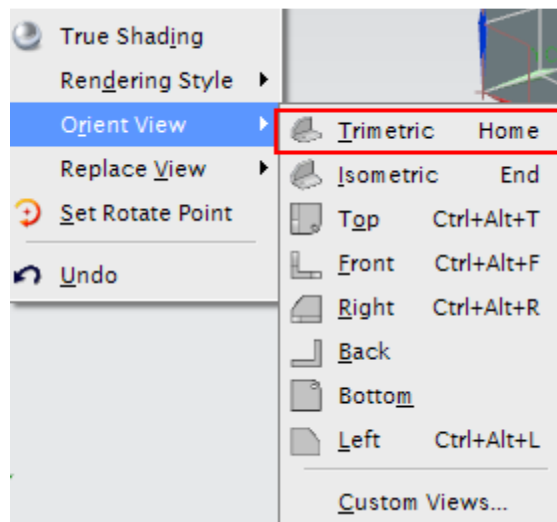 True Shading
Rendering Style
Orient View
Replace View
Set Rotate Point
Undo
Trimetric Home
Isometric End
Top Ctrl+Alt+T
Front Ctrl+Alt+F
Right Ctrl+Alt+R
Back
Bottom
Left Ctrl+Alt+L
Custom Views...